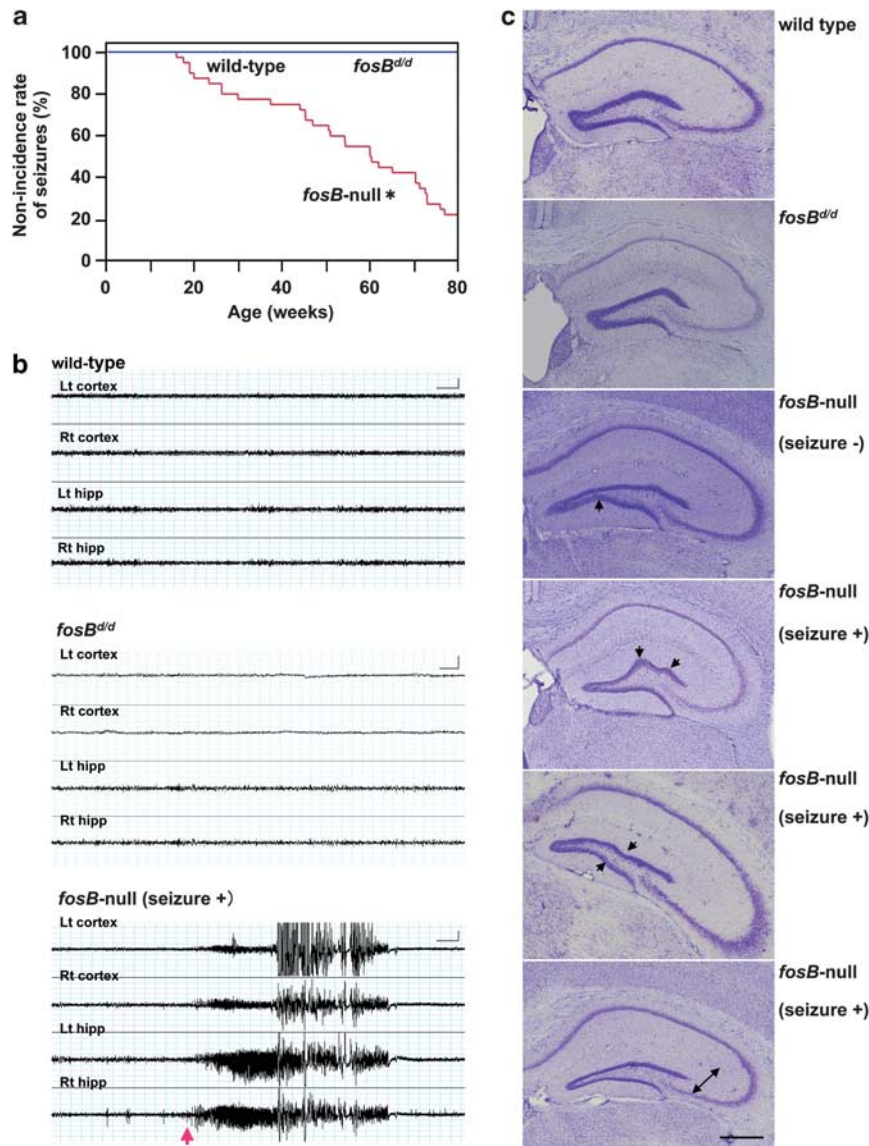 a
Non-incidence rate
of seizures (%)
100
80
60
40
20
0
wild-type
fosB^d/d
fosB-null *
0
20
40
60
80
Age (weeks)
b
wild-type
Lt cortex
Rt cortex
Lt hipp
Rt hipp
fosB^d/d
Lt cortex
Rt cortex
Lt hipp
Rt hipp
fosB-null (seizure +)
Lt cortex
Rt cortex
Lt hipp
Rt hipp
c
wild type
fosB^d/d
fosB-null
(seizure -)
fosB-null
(seizure +)
fosB-null
(seizure +)
fosB-null
(seizure +)